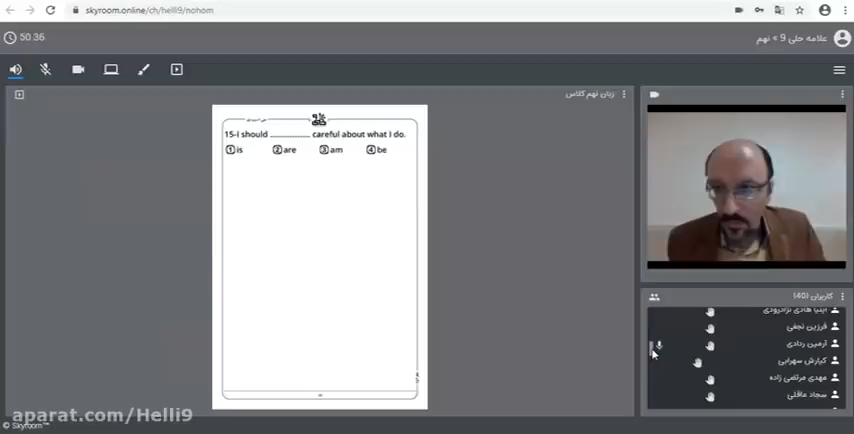 skyroom.online/ch/helli9/nohom
50:36
علامه حلی 9 » نهم
زبان نهم کلاس
15-I should ............... careful about what I do.
1 is 2 are 3 am 4 be
کاربران (40)
فرزین نجفی
آرمین ردادی
کیارش سهرابی
مهدی مرتضی زاده
سجاد عاقلی
aparat.com/Helli9
© Skyroom™